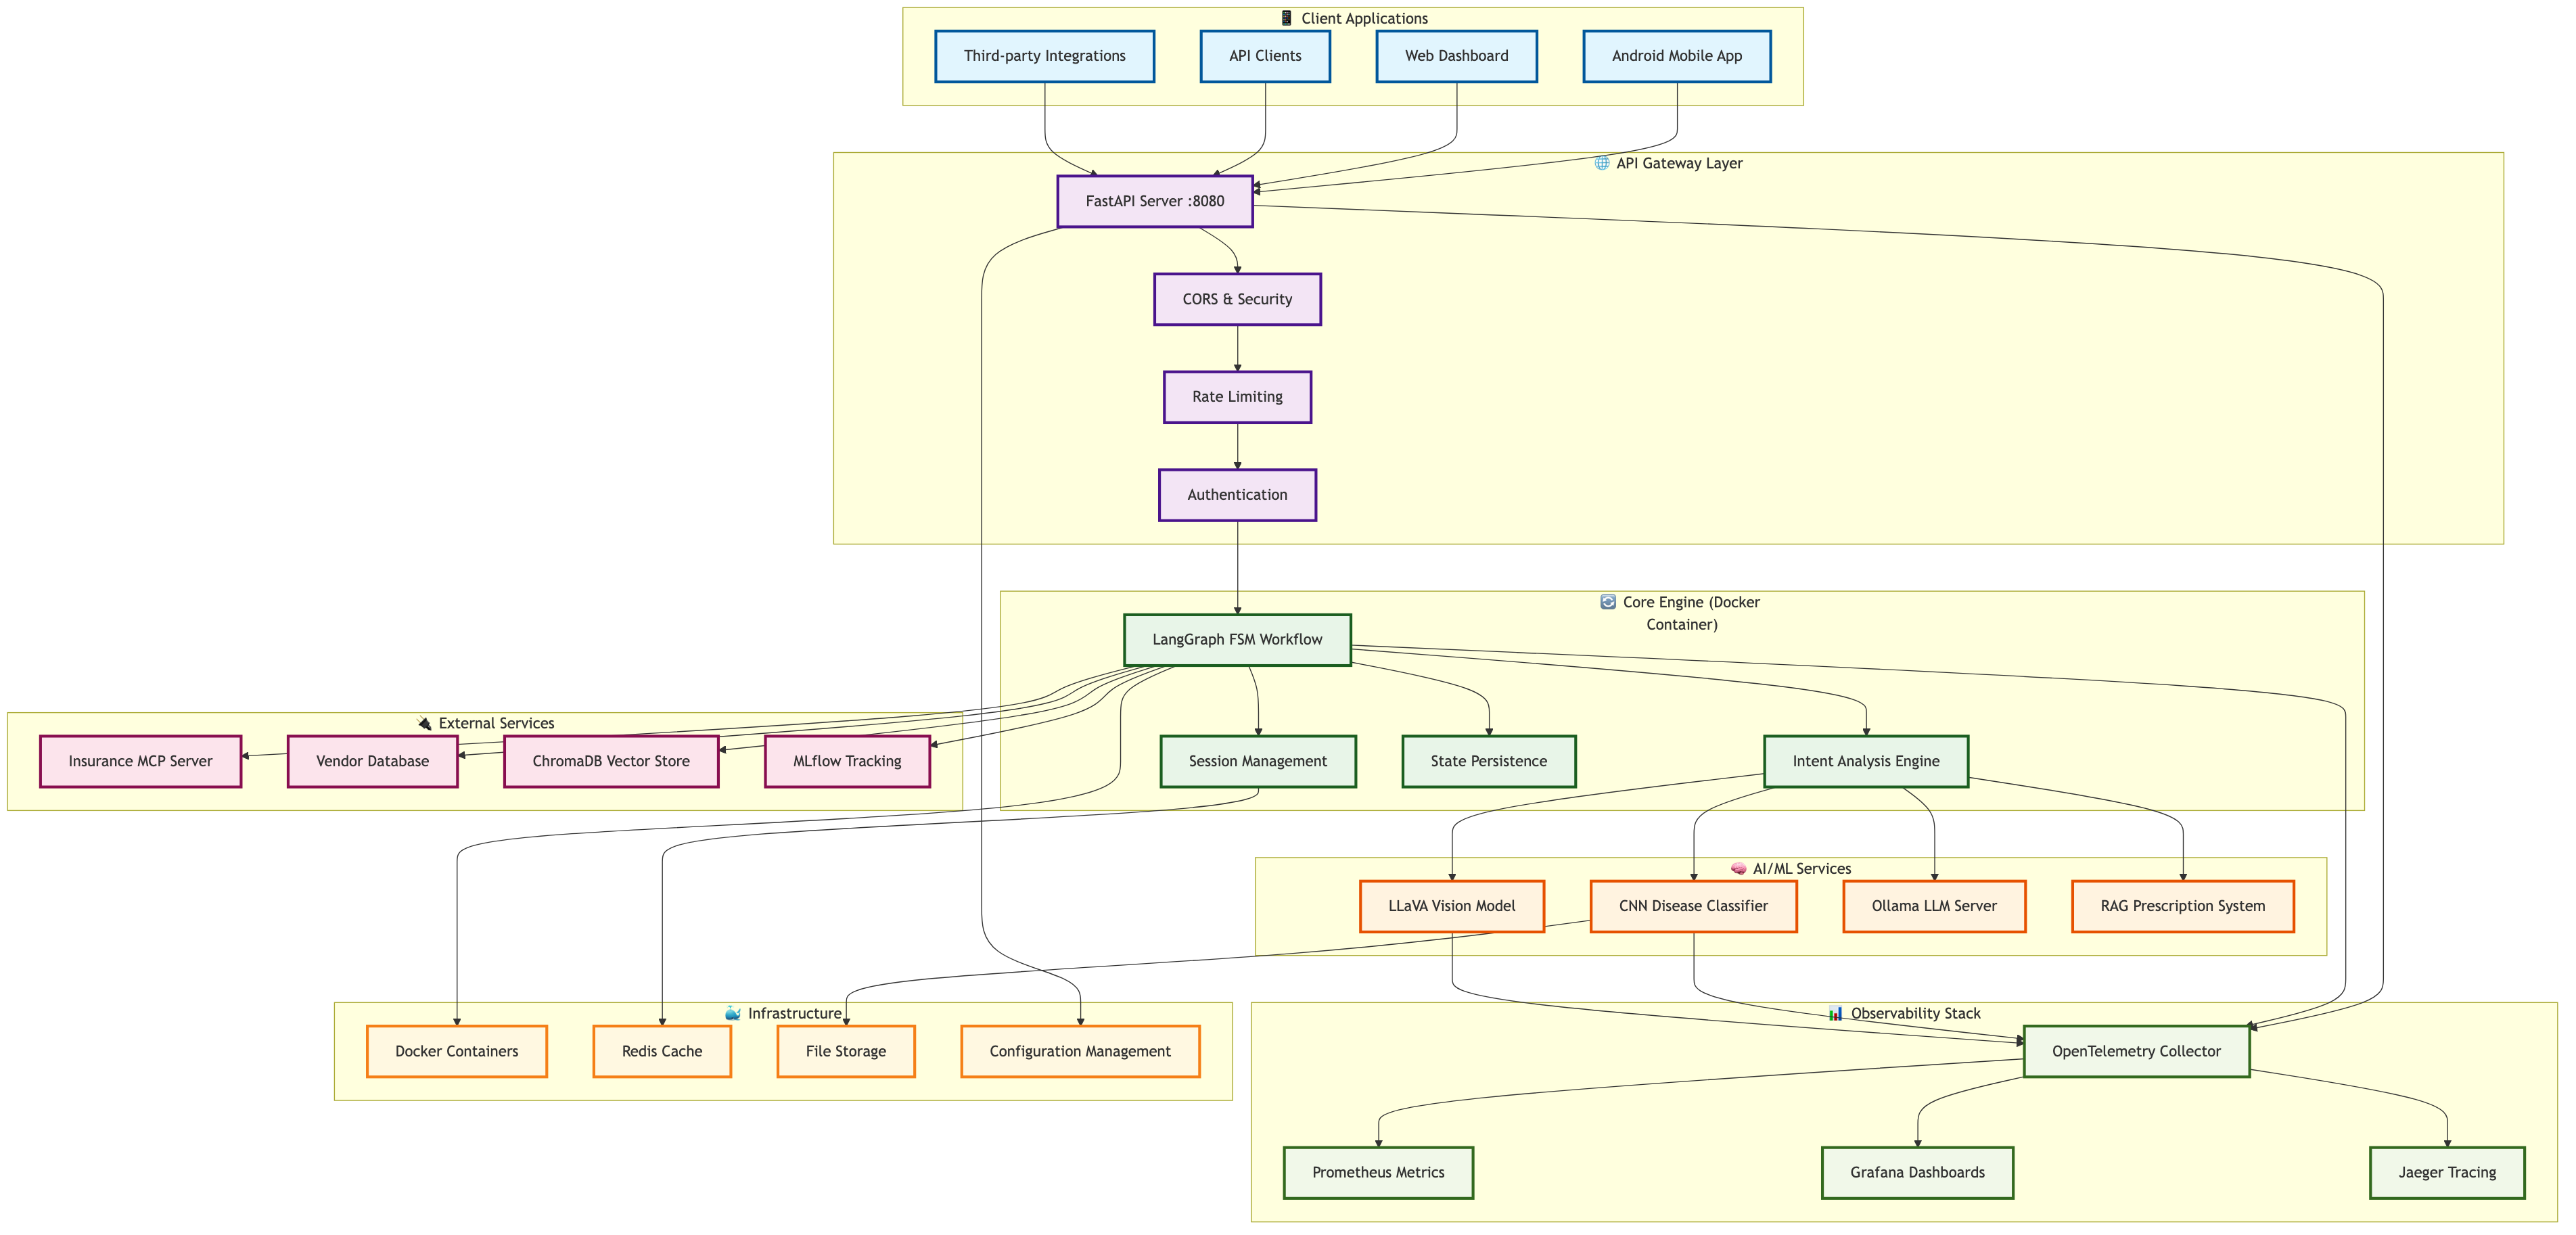 Client Applications
Third-party Integrations
API Clients
Web Dashboard
Android Mobile App
API Gateway Layer
FastAPI Server :8080
CORS & Security
Rate Limiting
Authentication
Core Engine (Docker
Container)
LangGraph FSM Workflow
External Services
Insurance MCP Server
Vendor Database
ChromaDB Vector Store
MLflow Tracking
Session Management
State Persistence
Intent Analysis Engine
AI/ML Services
LLaVA Vision Model
CNN Disease Classifier
Ollama LLM Server
RAG Prescription System
Infrastructure
Docker Containers
Redis Cache
File Storage
Configuration Management
Observability Stack
OpenTelemetry Collector
Prometheus Metrics
Grafana Dashboards
Jaeger Tracing